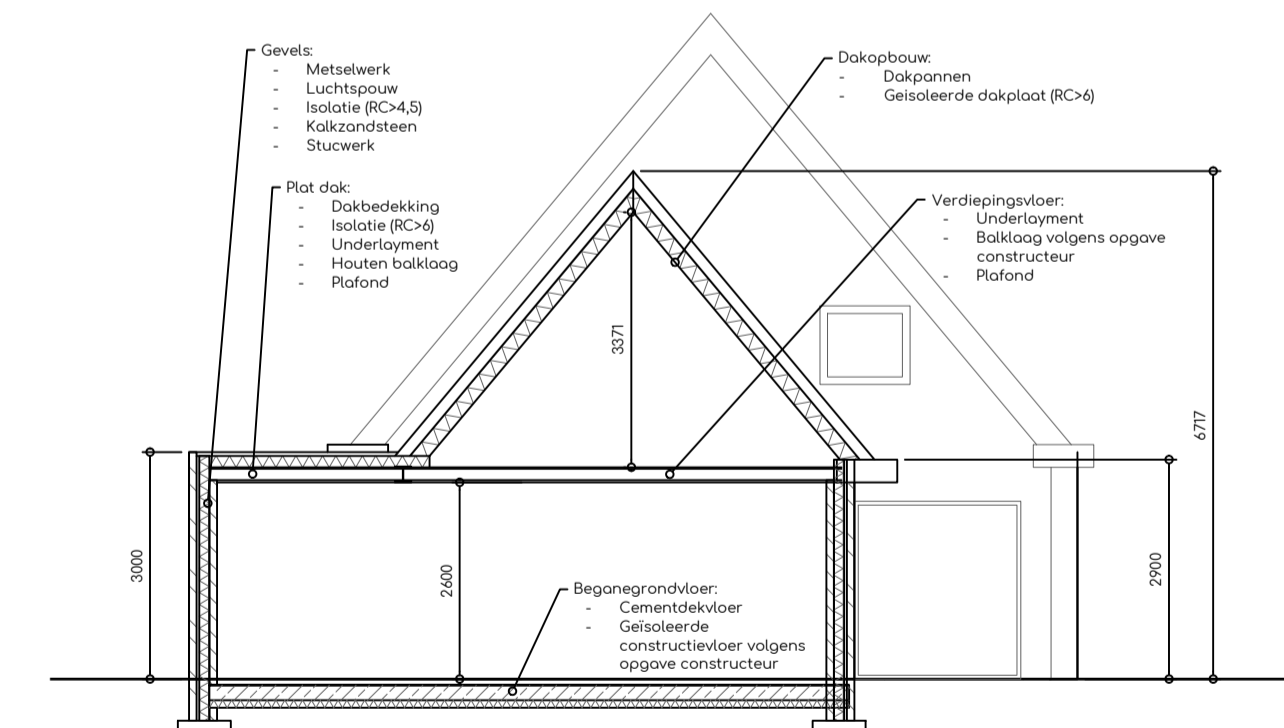 Gevels:
- Metselwerk
- Luchtspouw
- Isolatie (RC>4,5)
- Kalkzandsteen
- Stucwerk
Plat dak:
- Dakbedekking
- Isolatie (RC>6)
- Underlayment
- Houten balklaag
- Plafond
Dakopbouw:
- Dakpannen
- Geisoleerde dakplaat (RC>6)
Verdiepingsvloer:
- Underlayment
- Balklaag volgens opgave
constructeur
- Plafond
3371
6717
3000
2600
2900
Beganegrondvloer:
- Cementdekvloer
- Geïsoleerde
constructievloer volgens
opgave constructeur